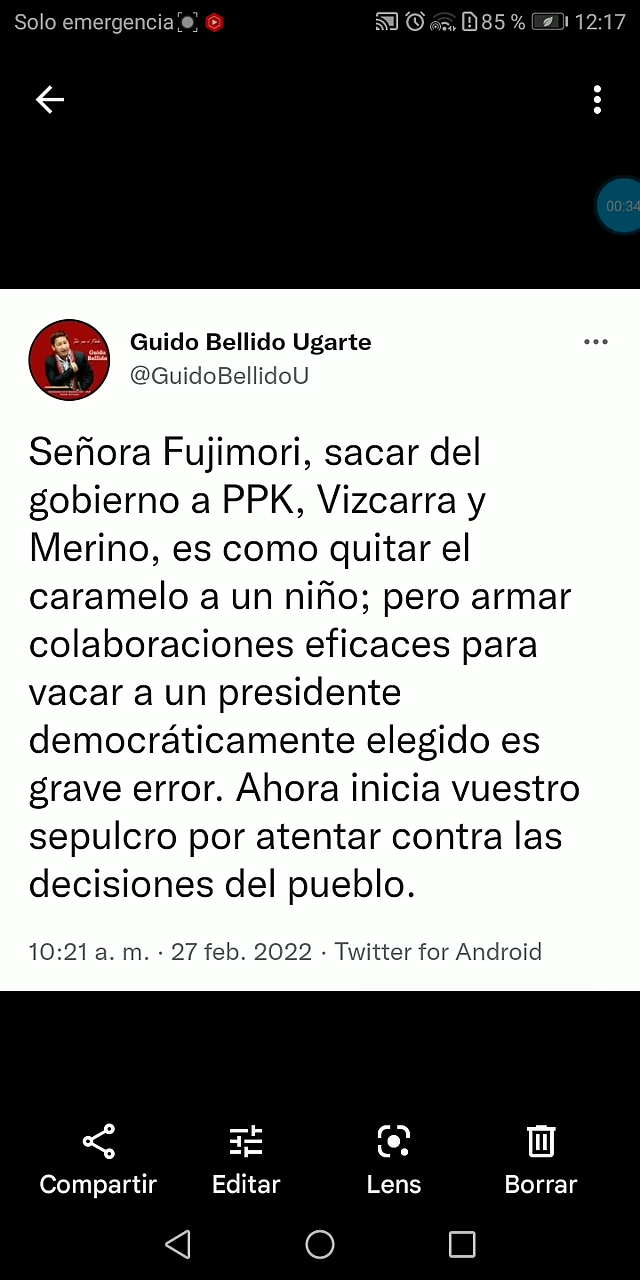 Solo emergencia 85 % 12:17
00:34
Guido Bellido Ugarte
@GuidoBellidoU
Guido
Bellido
Señora Fujimori, sacar del
gobierno a PPK, Vizcarra y
Merino, es como quitar el
caramelo a un niño; pero armar
colaboraciones eficaces para
vacar a un presidente
democráticamente elegido es
grave error. Ahora inicia vuestro
sepulcro por atentar contra las
decisiones del pueblo.
10:21 a. m. · 27 feb. 2022 · Twitter for Android
Compartir Editar Lens Borrar